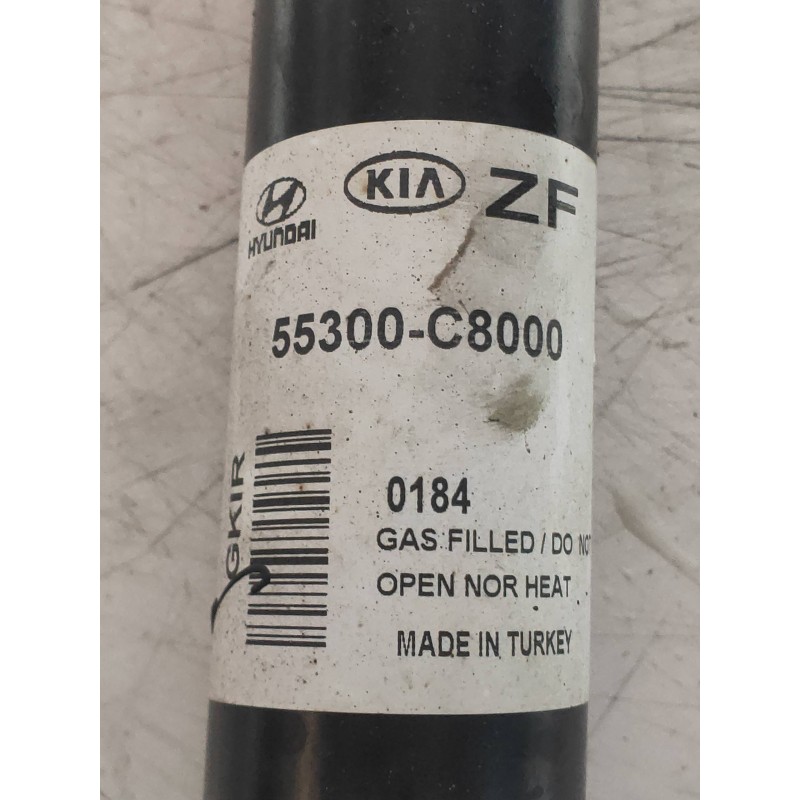 HYUNDAI KIA ZF
55300-C8000
GKIR
0184
GAS FILLED / DO NOT
OPEN NOR HEAT
MADE IN TURKEY